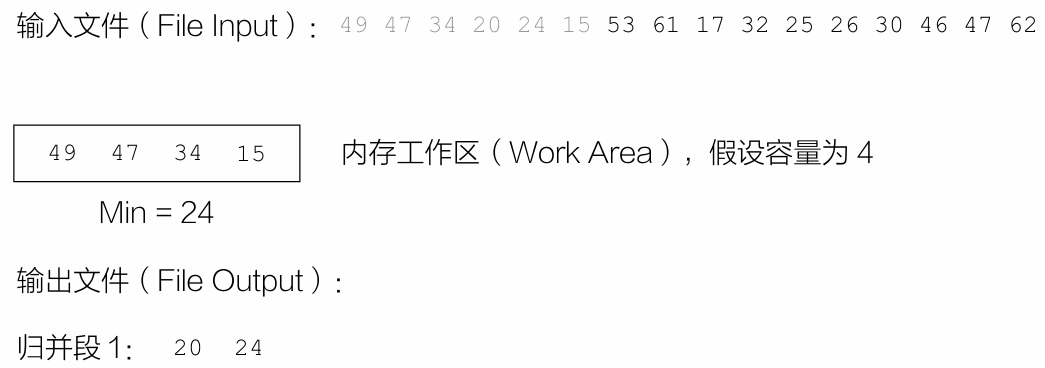 输入文件（File Input）： 49 47 34 20 24 15 53 61 17 32 25 26 30 46 47 62
49 47 34 15 内存工作区（Work Area），假设容量为 4
Min = 24
输出文件（File Output）：
归并段 1： 20 24